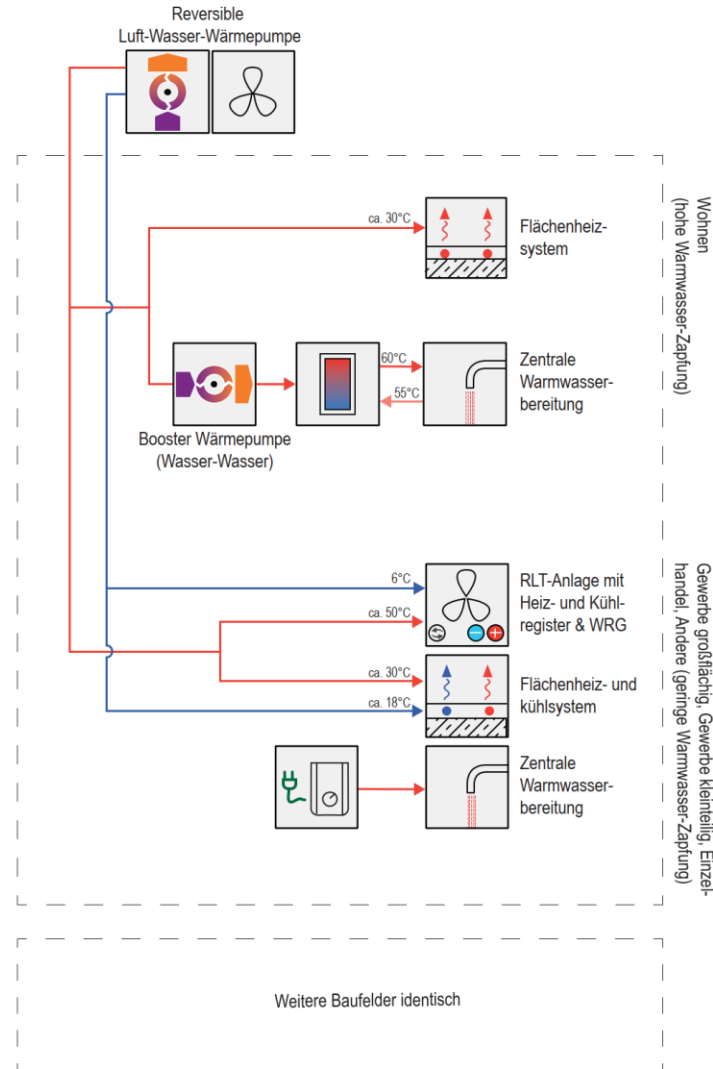 Reversible
Luft-Wasser-Wärmepumpe
ca. 30°C
Flächenheiz-
system
Wohnen
(hohe Warmwasser-Zapfung)
60°C
55°C
Zentrale
Warmwasser-
bereitung
Booster Wärmepumpe
(Wasser-Wasser)
6°C
ca. 50°C
RLT-Anlage mit
Heiz- und Kühl-
register & WRG
ca. 30°C
ca. 18°C
Flächenheiz- und
kühlsystem
Zentrale
Warmwasser-
bereitung
Gewerbe großflächig, Gewerbe kleinteilig, Einzel-
handel, Andere (geringe Warmwasser-Zapfung)
Weitere Baufelder identisch